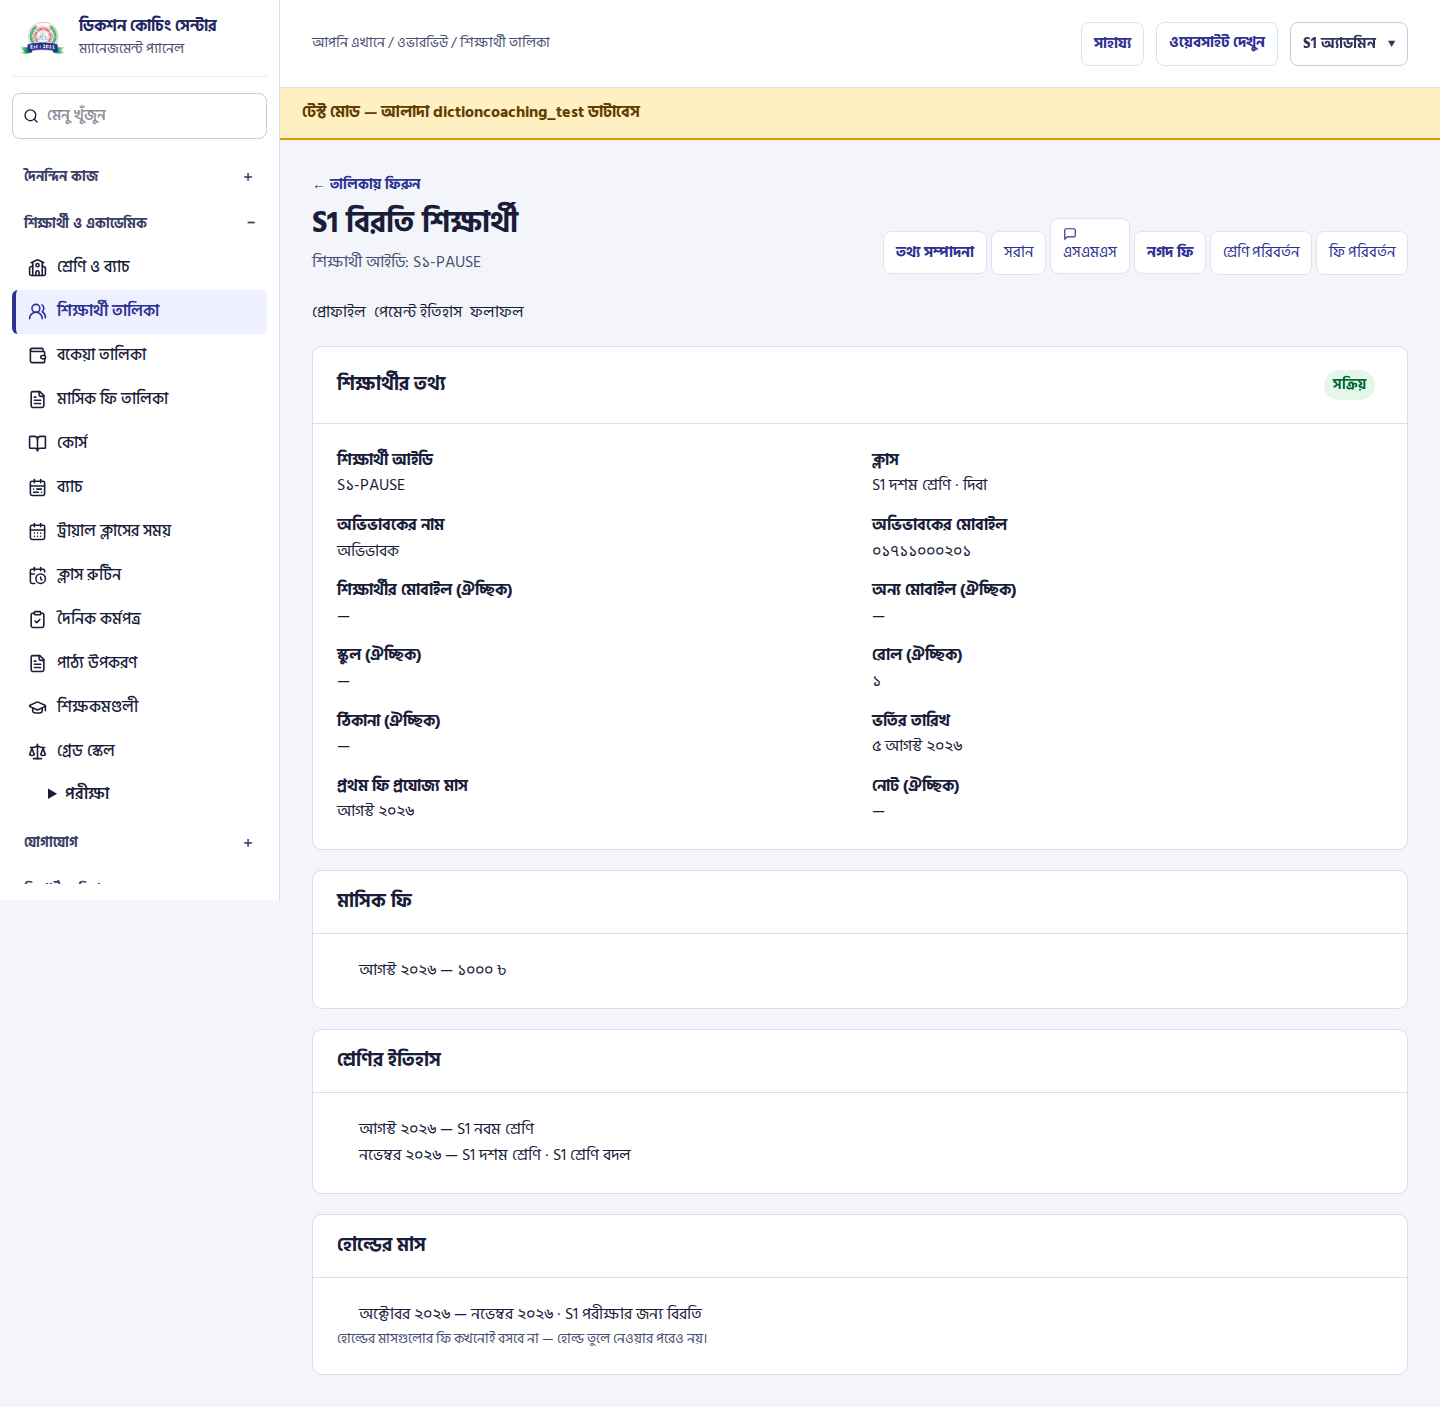 ডিকশন কোচিং সেন্টার
ম্যানেজমেন্ট প্যানেল
Est : 2011
মেনু খুঁজুন
দৈনন্দিন কাজ +
শিক্ষার্থী ও একাডেমিক −
শ্রেণি ও ব্যাচ
শিক্ষার্থী তালিকা
বকেয়া তালিকা
মাসিক ফি তালিকা
কোর্স
ব্যাচ
ট্রায়াল ক্লাসের সময়
ক্লাস রুটিন
দৈনিক কর্মপত্র
পাঠ্য উপকরণ
শিক্ষকমণ্ডলী
গ্রেড স্কেল
▶ পরীক্ষা
যোগাযোগ +
আপনি এখানে / ওভারভিউ / শিক্ষার্থী তালিকা
সাহায্য
ওয়েবসাইট দেখুন
S1 অ্যাডমিন ▾
টেস্ট মোড — আলাদা dictioncoaching_test ডাটাবেস
← তালিকায় ফিরুন
S1 বিরতি শিক্ষার্থী
শিক্ষার্থী আইডি: S১-PAUSE
তথ্য সম্পাদনা
সরান
এসএমএস
নগদ ফি
শ্রেণি পরিবর্তন
ফি পরিবর্তন
প্রোফাইল পেমেন্ট ইতিহাস ফলাফল
শিক্ষার্থীর তথ্য
সক্রিয়
শিক্ষার্থী আইডি
S১-PAUSE
ক্লাস
S1 দশম শ্রেণি · দিবা
অভিভাবকের নাম
অভিভাবক
অভিভাবকের মোবাইল
০১৭১১০০০২০১
শিক্ষার্থীর মোবাইল (ঐচ্ছিক)
—
অন্য মোবাইল (ঐচ্ছিক)
—
স্কুল (ঐচ্ছিক)
—
রোল (ঐচ্ছিক)
১
ঠিকানা (ঐচ্ছিক)
—
ভর্তির তারিখ
৫ আগস্ট ২০২৬
প্রথম ফি প্রযোজ্য মাস
আগস্ট ২০২৬
নোট (ঐচ্ছিক)
—
মাসিক ফি
আগস্ট ২০২৬ — ১০০০ ৳
শ্রেণির ইতিহাস
আগস্ট ২০২৬ — S1 নবম শ্রেণি
নভেম্বর ২০২৬ — S1 দশম শ্রেণি · S1 শ্রেণি বদল
হোল্ডের মাস
অক্টোবর ২০২৬ — নভেম্বর ২০২৬ · S1 পরীক্ষার জন্য বিরতি
হোল্ডের মাসগুলোর ফি কখনোই বসবে না — হোল্ড তুলে নেওয়ার পরেও নয়।